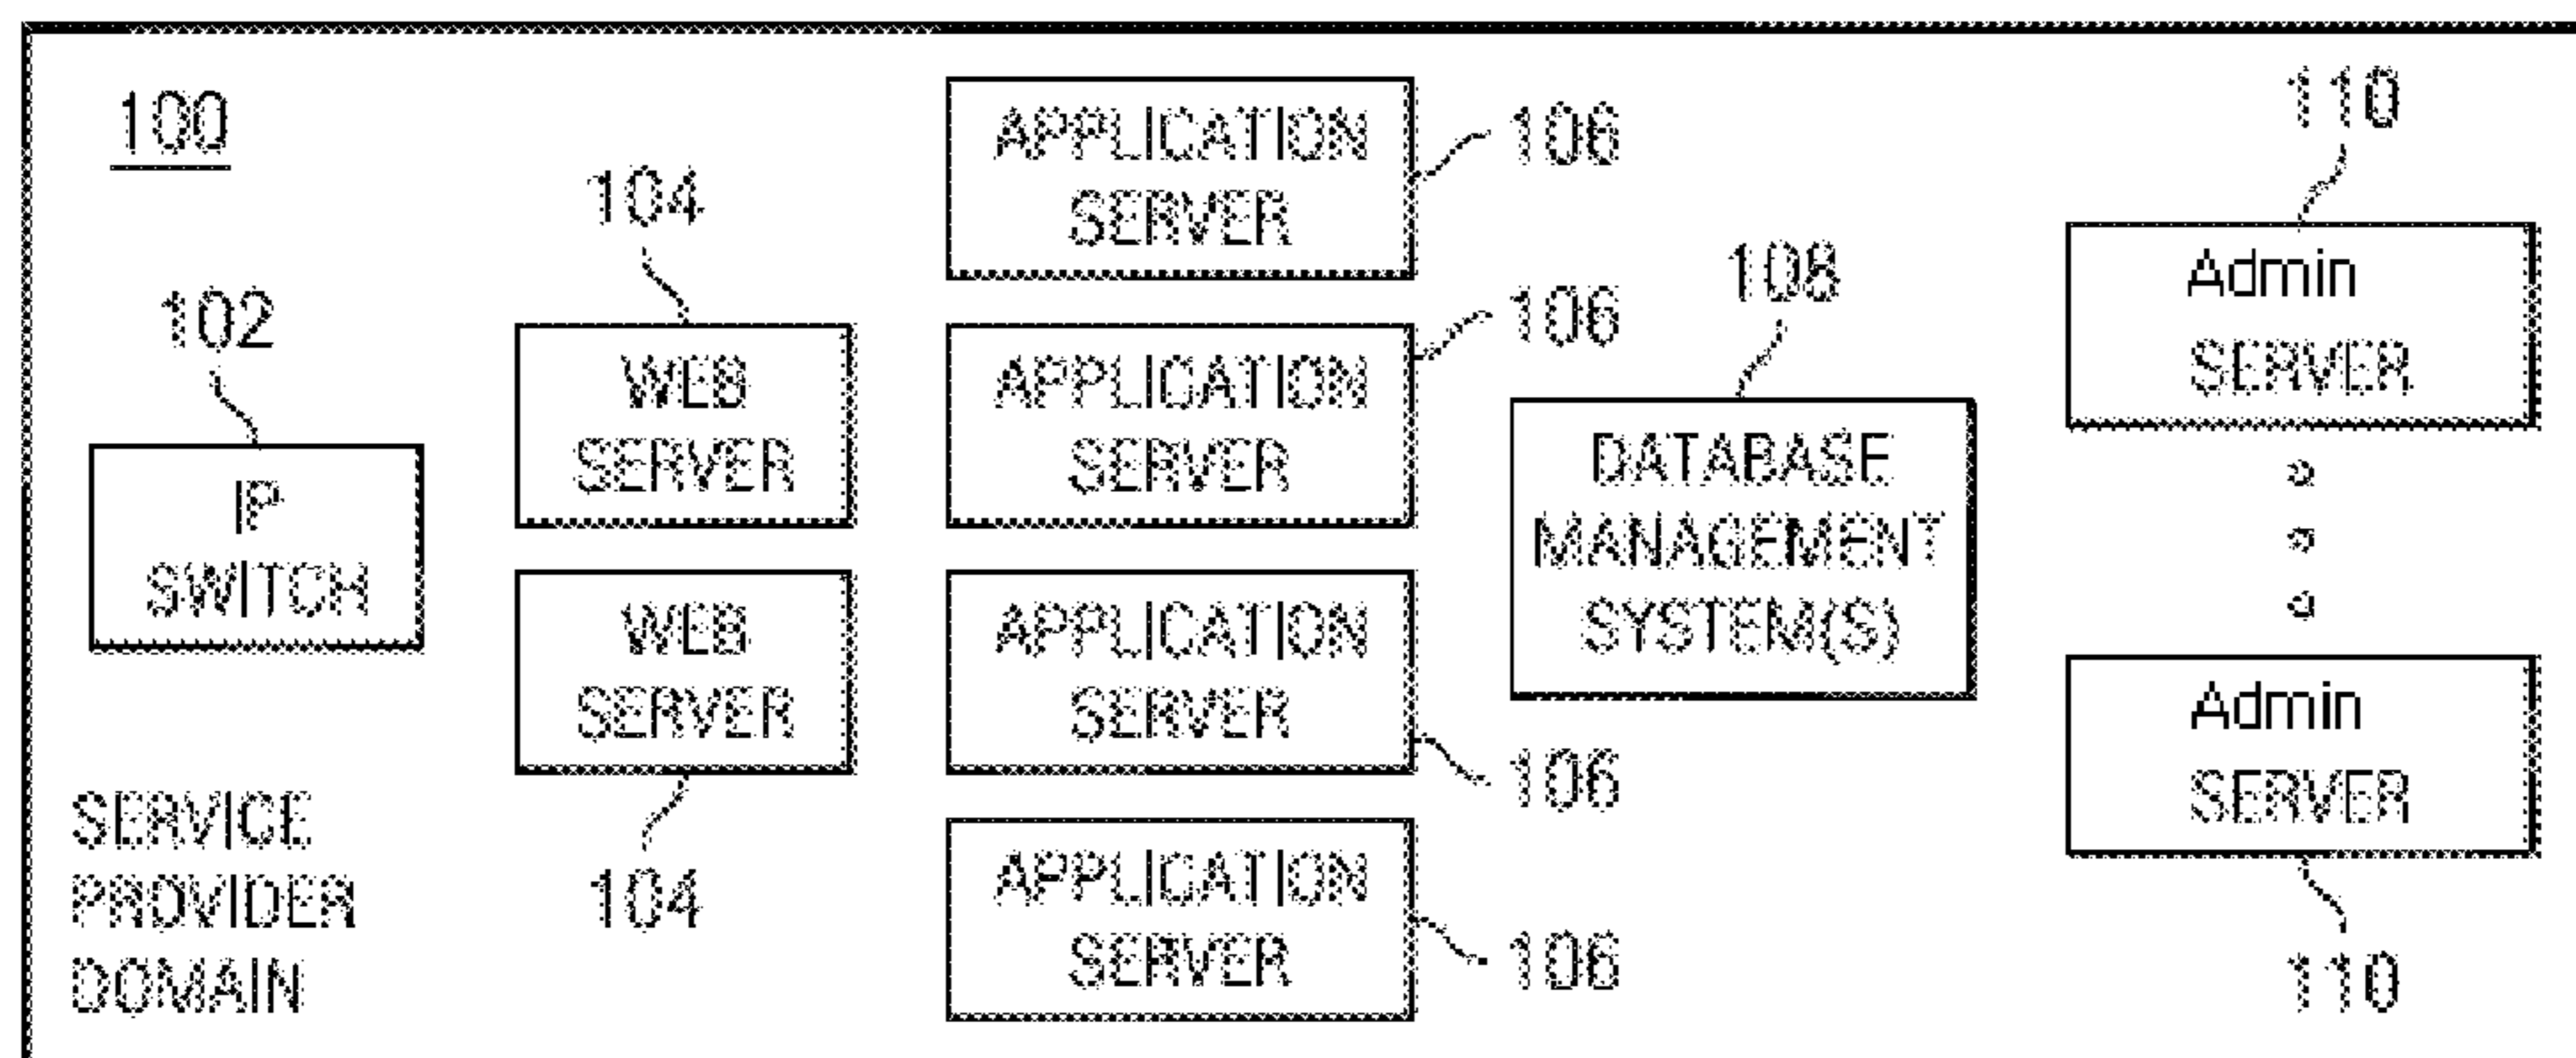 100
102
IP
SWITCH
SERVICE
PROVIDER
DOMAIN
104
WEB
SERVER
WEB
SERVER
104
APPLICATION
SERVER
106
APPLICATION
SERVER
106
APPLICATION
SERVER
106
APPLICATION
SERVER
106
108
DATABASE
MANAGEMENT
SYSTEM(S)
110
Admin
SERVER
Admin
SERVER
110